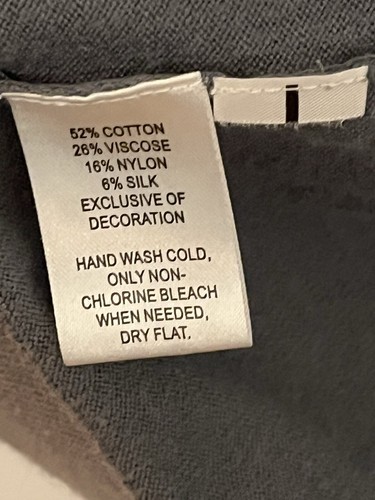 52% COTTON
26% VISCOSE
16% NYLON
6% SILK
EXCLUSIVE OF
DECORATION
HAND WASH COLD,
ONLY NON-
CHLORINE BLEACH
WHEN NEEDED,
DRY FLAT.